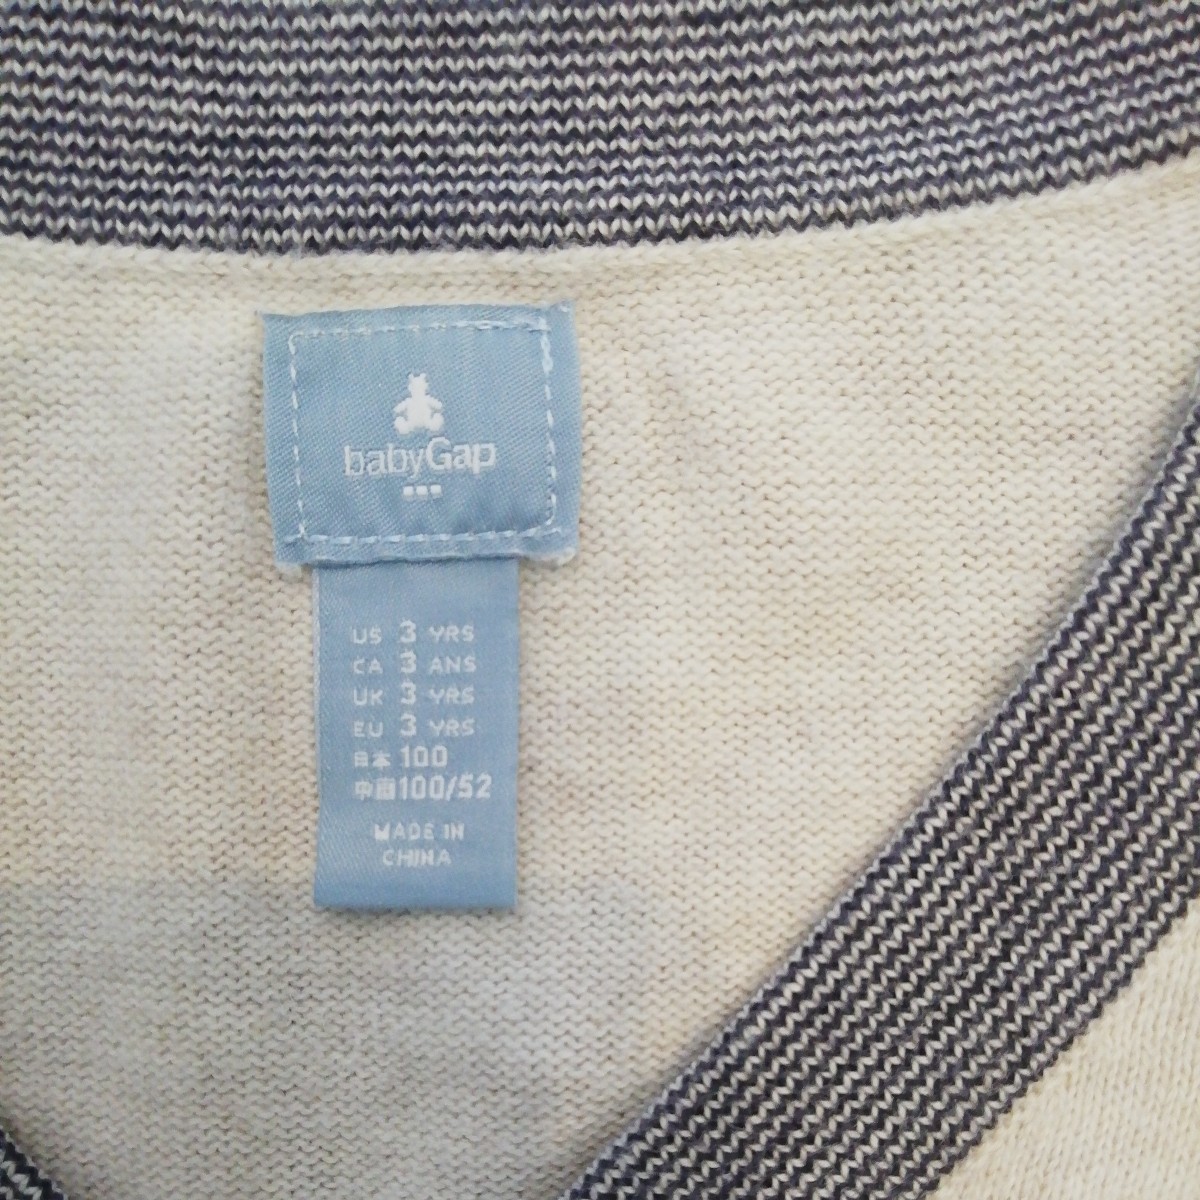 babyGap
US 3 YRS
CA 3 ANS
UK 3 YRS
EU 3 YRS
日本 100
中国100/52
MADE IN
CHINA